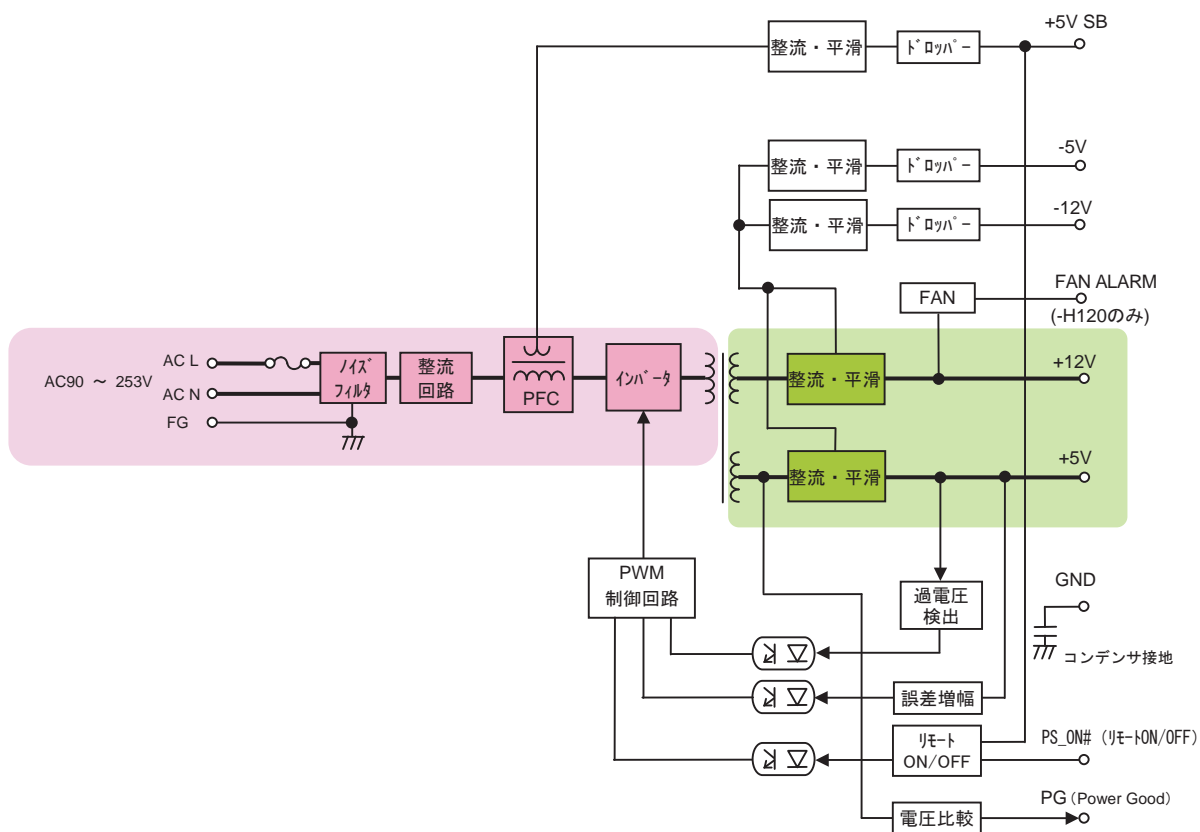 +5V SB
整流・平滑
ﾄﾞﾛｯﾊﾟｰ
-5V
整流・平滑
ﾄﾞﾛｯﾊﾟｰ
-12V
整流・平滑
ﾄﾞﾛｯﾊﾟｰ
FAN ALARM
(-H120のみ)
FAN
AC90 ～ 253V
AC L
AC N
FG
ﾉｲｽﾞ
ﾌｨﾙﾀ
整流
回路
PFC
ｲﾝﾊﾞｰﾀ
整流・平滑
+12V
整流・平滑
+5V
PWM
制御回路
過電圧
検出
GND
コンデンサ接地
誤差増幅
ﾘﾓｰﾄ
ON/OFF
PS_ON# (ﾘﾓｰﾄON/OFF)
電圧比較
PG (Power Good)